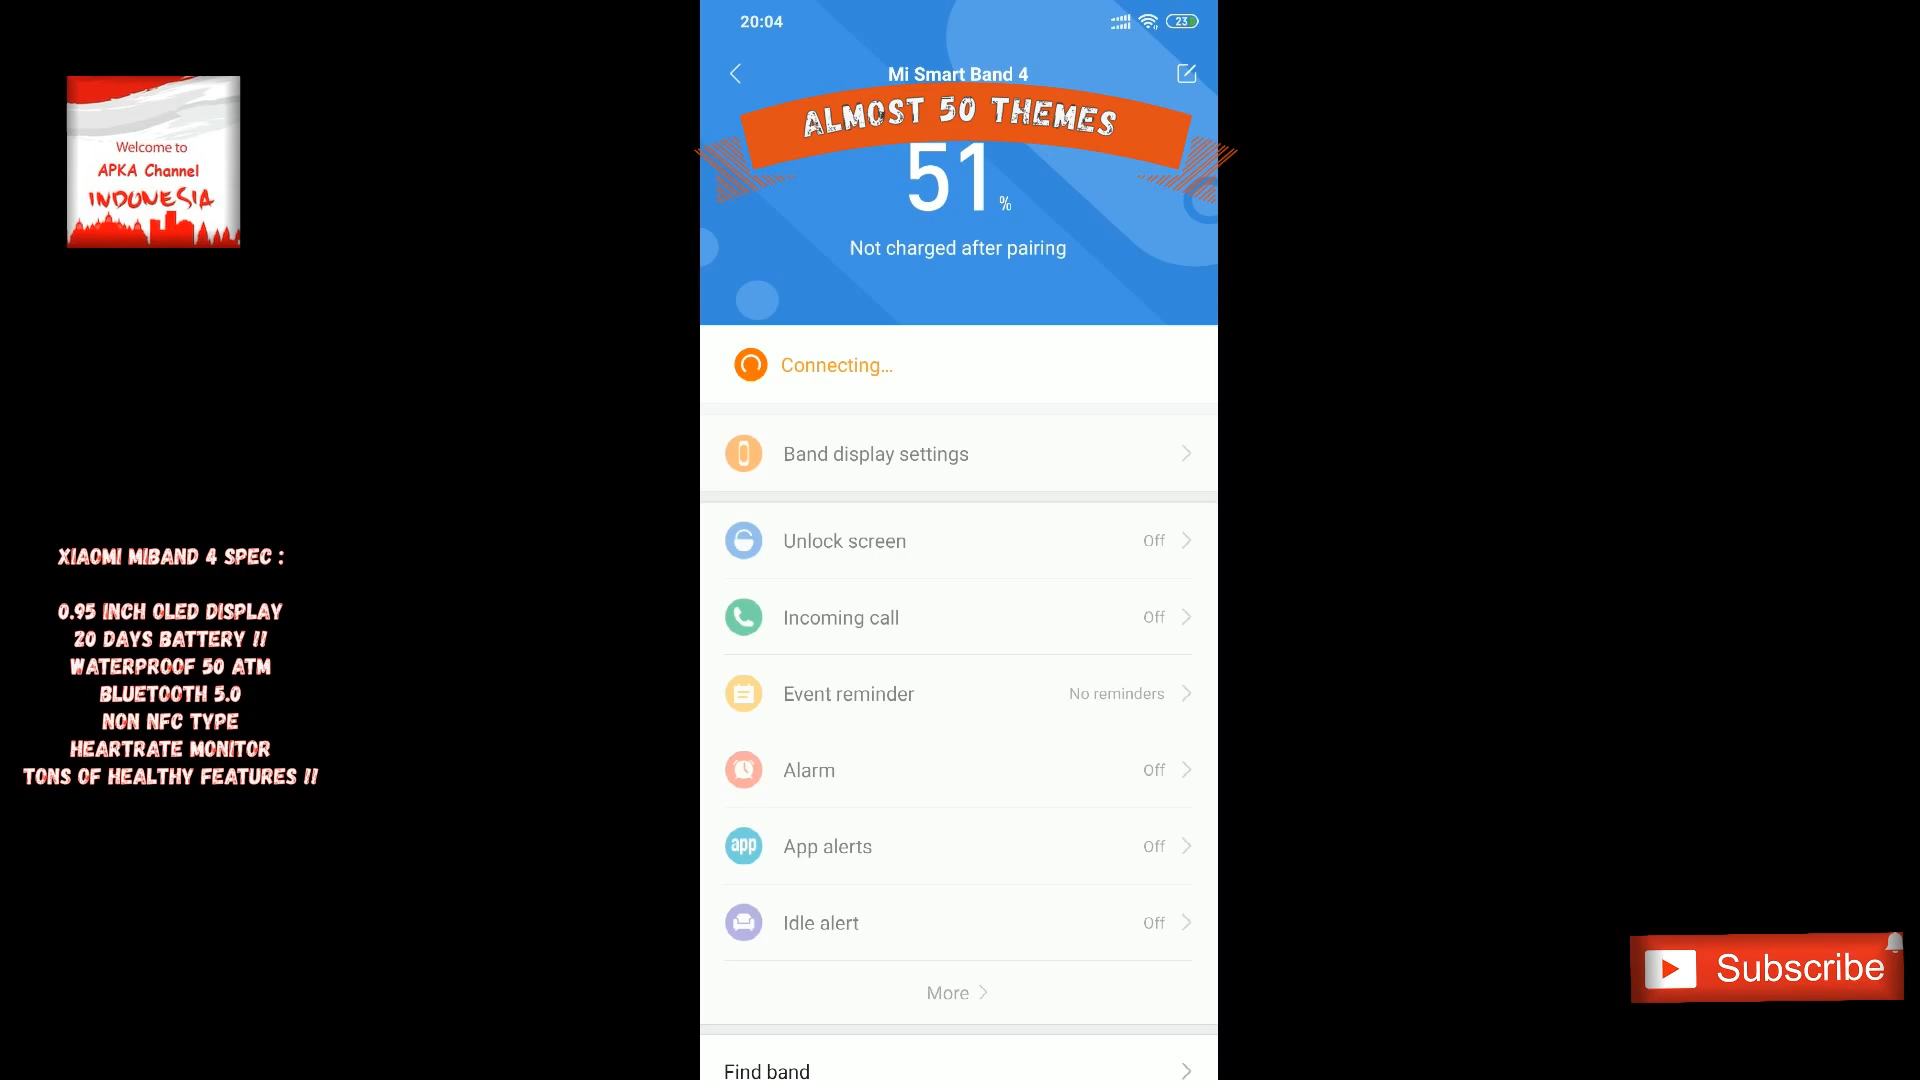 20:04
23
Mi Smart Band 4
ALMOST 50 THEMES
51 %
Not charged after pairing
Welcome to
APKA Channel
INDONESIA
Connecting...
Band display settings
Unlock screen Off
Incoming call Off
Event reminder No reminders
Alarm Off
app App alerts Off
Idle alert Off
More
Find band
XIAOMI MIBAND 4 SPEC :
0.95 INCH OLED DISPLAY
20 DAYS BATTERY !!
WATERPROOF 50 ATM
BLUETOOTH 5.0
NON NFC TYPE
HEARTRATE MONITOR
TONS OF HEALTHY FEATURES !!
Subscribe